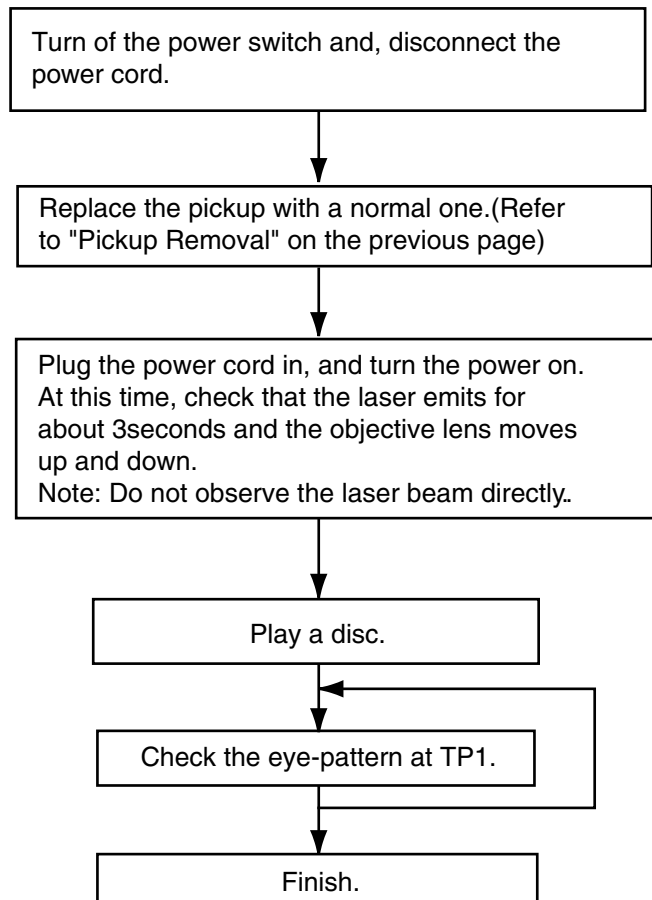 Turn of the power switch and, disconnect the
power cord.
Replace the pickup with a normal one.(Refer
to "Pickup Removal" on the previous page)
Plug the power cord in, and turn the power on.
At this time, check that the laser emits for
about 3seconds and the objective lens moves
up and down.
Note: Do not observe the laser beam directly..
Play a disc.
Check the eye-pattern at TP1.
Finish.